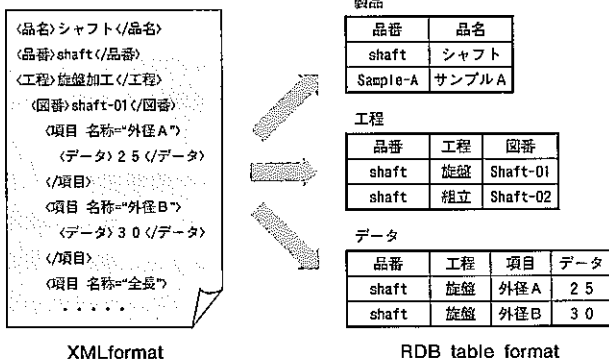 <品名>シャフト</品名>
<品番>shaft</品番>
<工程>旋盤加工</工程>
<図番>shaft-01</図番>
<項目 名称="外径A">
<データ>25</データ>
</項目>
<項目 名称="外径B">
<データ>30</データ>
</項目>
<項目 名称="全長">
・・・・・
XMLformat
製品
品番 品名
shaft シャフト
Sample-A サンプルA
工程
品番 工程 図番
shaft 旋盤 Shaft-01
shaft 組立 Shaft-02
データ
品番 工程 項目 データ
shaft 旋盤 外径A 25
shaft 旋盤 外径B 30
RDB table format